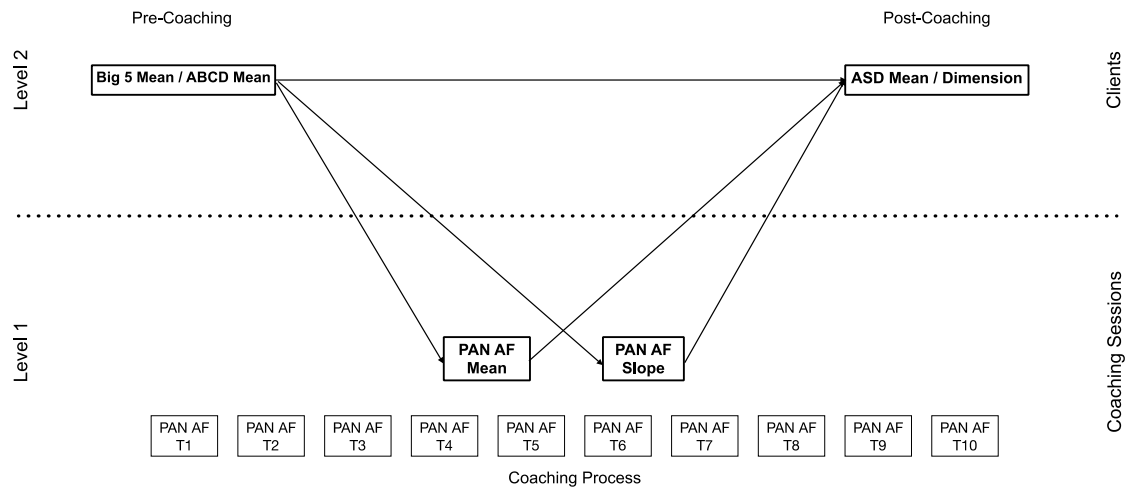 Pre-Coaching
Post-Coaching
Level 2
Big 5 Mean / ABCD Mean
ASD Mean / Dimension
Clients
Level 1
PAN AF
Mean
PAN AF
Slope
Coaching Sessions
PAN AF
T1
PAN AF
T2
PAN AF
T3
PAN AF
T4
PAN AF
T5
PAN AF
T6
PAN AF
T7
PAN AF
T8
PAN AF
T9
PAN AF
T10
Coaching Process